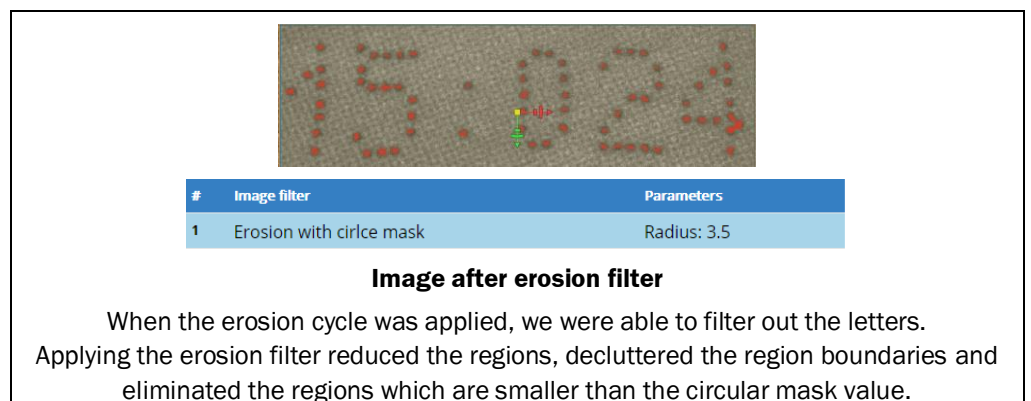 15:024
# Image filter Parameters
1 Erosion with cirlce mask Radius: 3.5
Image after erosion filter
When the erosion cycle was applied, we were able to filter out the letters.
Applying the erosion filter reduced the regions, decluttered the region boundaries and
eliminated the regions which are smaller than the circular mask value.